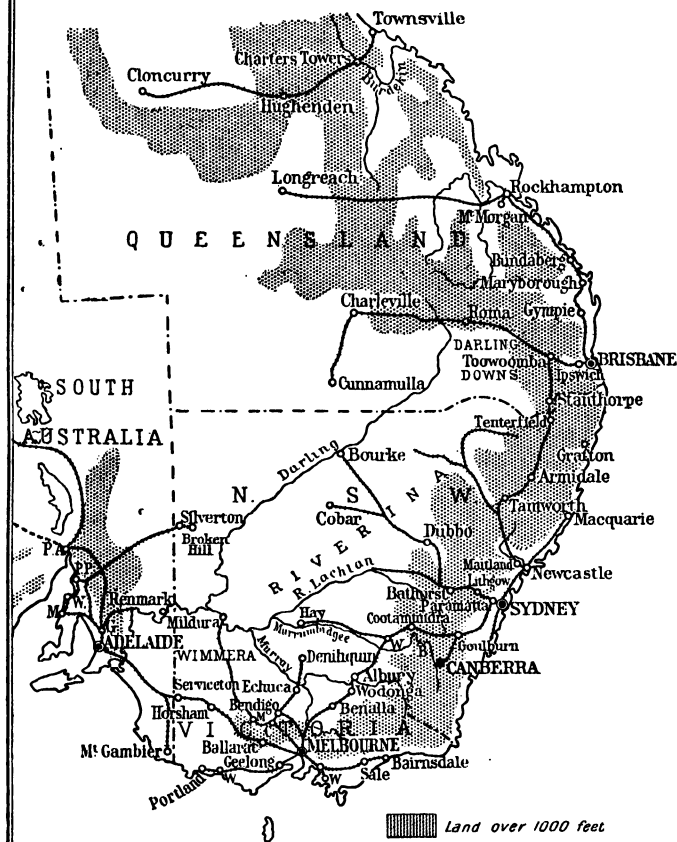 Townsville
Charters Towers
Burdekin
Cloncurry
Hughenden
Longreach
Rockhampton
Mt Morgan
QUEENSLAND
Bundaberg
Maryborough
Charleville
Roma
Gympie
DARLING
DOWNS
Toowoomba
BRISBANE
Ipswich
Cunnamulla
Stanthorpe
SOUTH
AUSTRALIA
Tenterfield
Darling
Bourke
Grafton
Armidale
N. S W
Silverton
Broken
Hill
Cobar
Tamworth
Macquarie
RIVERINA
Dubbo
P.A.
P.P.
W.
M.
G.
R. Lachlan
Maitland
Lithgow
Newcastle
Bathurst
Paramatta
SYDNEY
Renmark
Mildura
Hay
Cootamundra
Murrumbidgee
W
Goulburn
B
ADELAIDE
WIMMERA
Murray
Denihquin
CANBERRA
Albury
Wodonga
Serviceton
Echuca
Horsham
Bendigo
M
Benalla
VICTORIA
Mt Gambier
Ballarat
Geelong
MELBOURNE
Bairnsdale
Sale
Portland
W
W
Land over 1000 feet